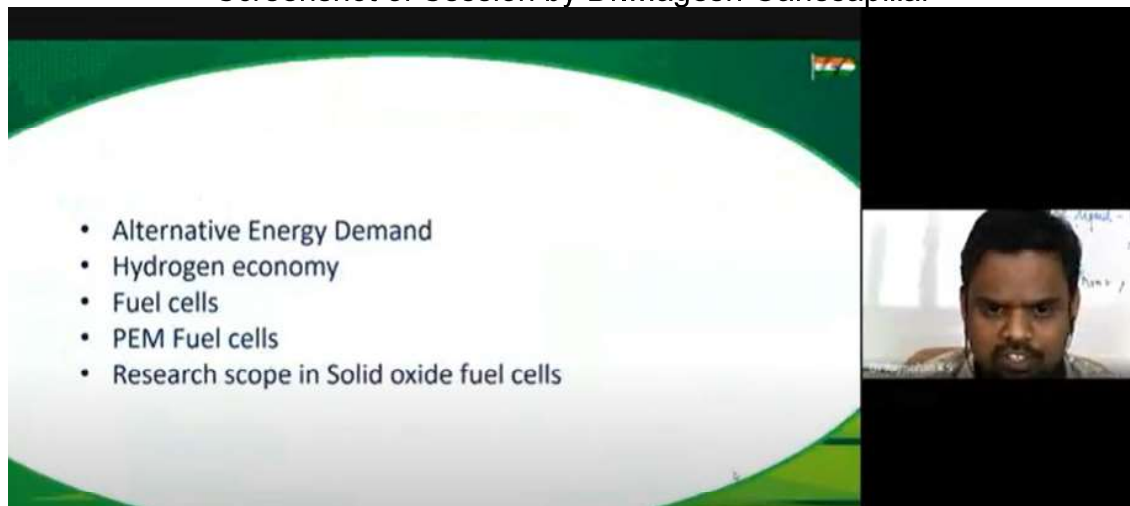 Screenshot of Session by Dr.Magesh Ganesapillai
• Alternative Energy Demand
• Hydrogen economy
• Fuel cells
• PEM Fuel cells
• Research scope in Solid oxide fuel cells